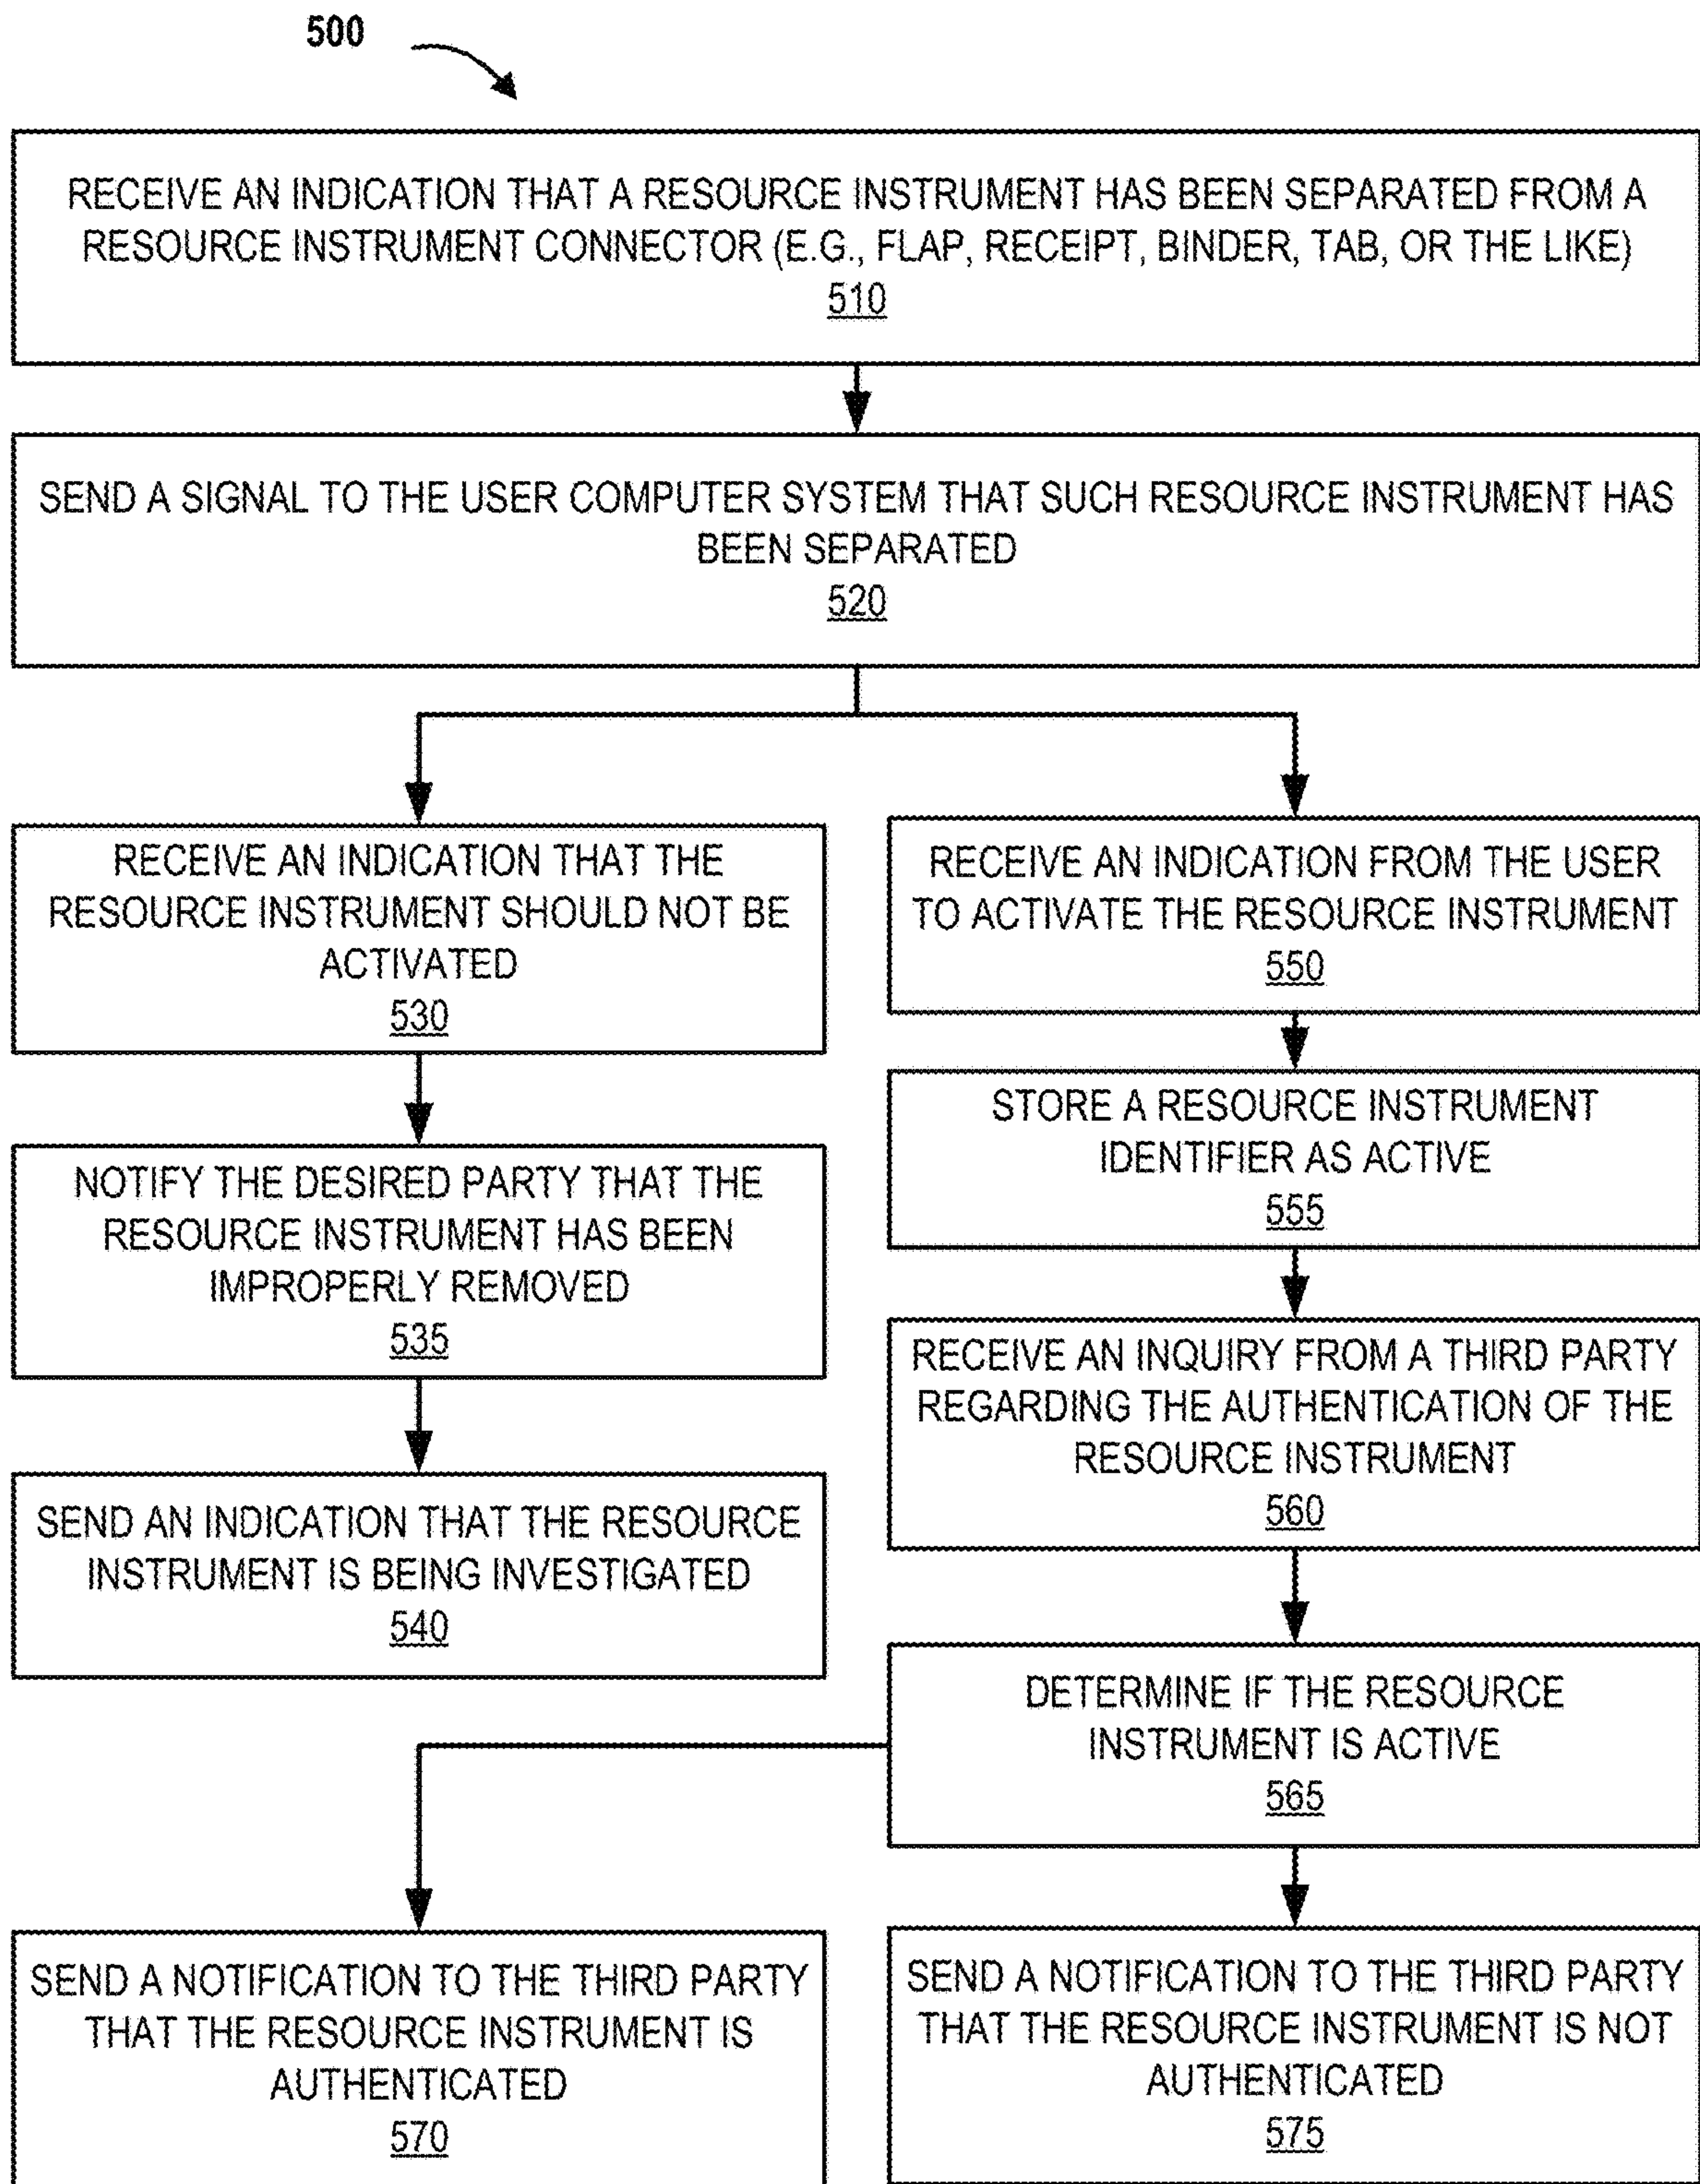 500
RECEIVE AN INDICATION THAT A RESOURCE INSTRUMENT HAS BEEN SEPARATED FROM A
RESOURCE INSTRUMENT CONNECTOR (E.G., FLAP, RECEIPT, BINDER, TAB, OR THE LIKE)
510
SEND A SIGNAL TO THE USER COMPUTER SYSTEM THAT SUCH RESOURCE INSTRUMENT HAS
BEEN SEPARATED
520
RECEIVE AN INDICATION THAT THE
RESOURCE INSTRUMENT SHOULD NOT BE
ACTIVATED
530
NOTIFY THE DESIRED PARTY THAT THE
RESOURCE INSTRUMENT HAS BEEN
IMPROPERLY REMOVED
535
SEND AN INDICATION THAT THE RESOURCE
INSTRUMENT IS BEING INVESTIGATED
540
RECEIVE AN INDICATION FROM THE USER
TO ACTIVATE THE RESOURCE INSTRUMENT
550
STORE A RESOURCE INSTRUMENT
IDENTIFIER AS ACTIVE
555
RECEIVE AN INQUIRY FROM A THIRD PARTY
REGARDING THE AUTHENTICATION OF THE
RESOURCE INSTRUMENT
560
DETERMINE IF THE RESOURCE
INSTRUMENT IS ACTIVE
565
SEND A NOTIFICATION TO THE THIRD PARTY
THAT THE RESOURCE INSTRUMENT IS
AUTHENTICATED
570
SEND A NOTIFICATION TO THE THIRD PARTY
THAT THE RESOURCE INSTRUMENT IS NOT
AUTHENTICATED
575